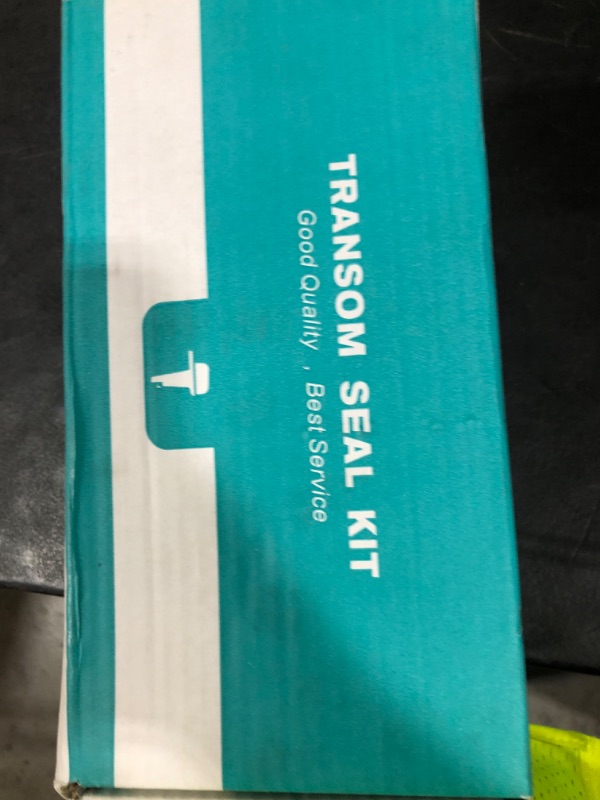 TRANSOM SEAL KIT
Good Quality , Best Service